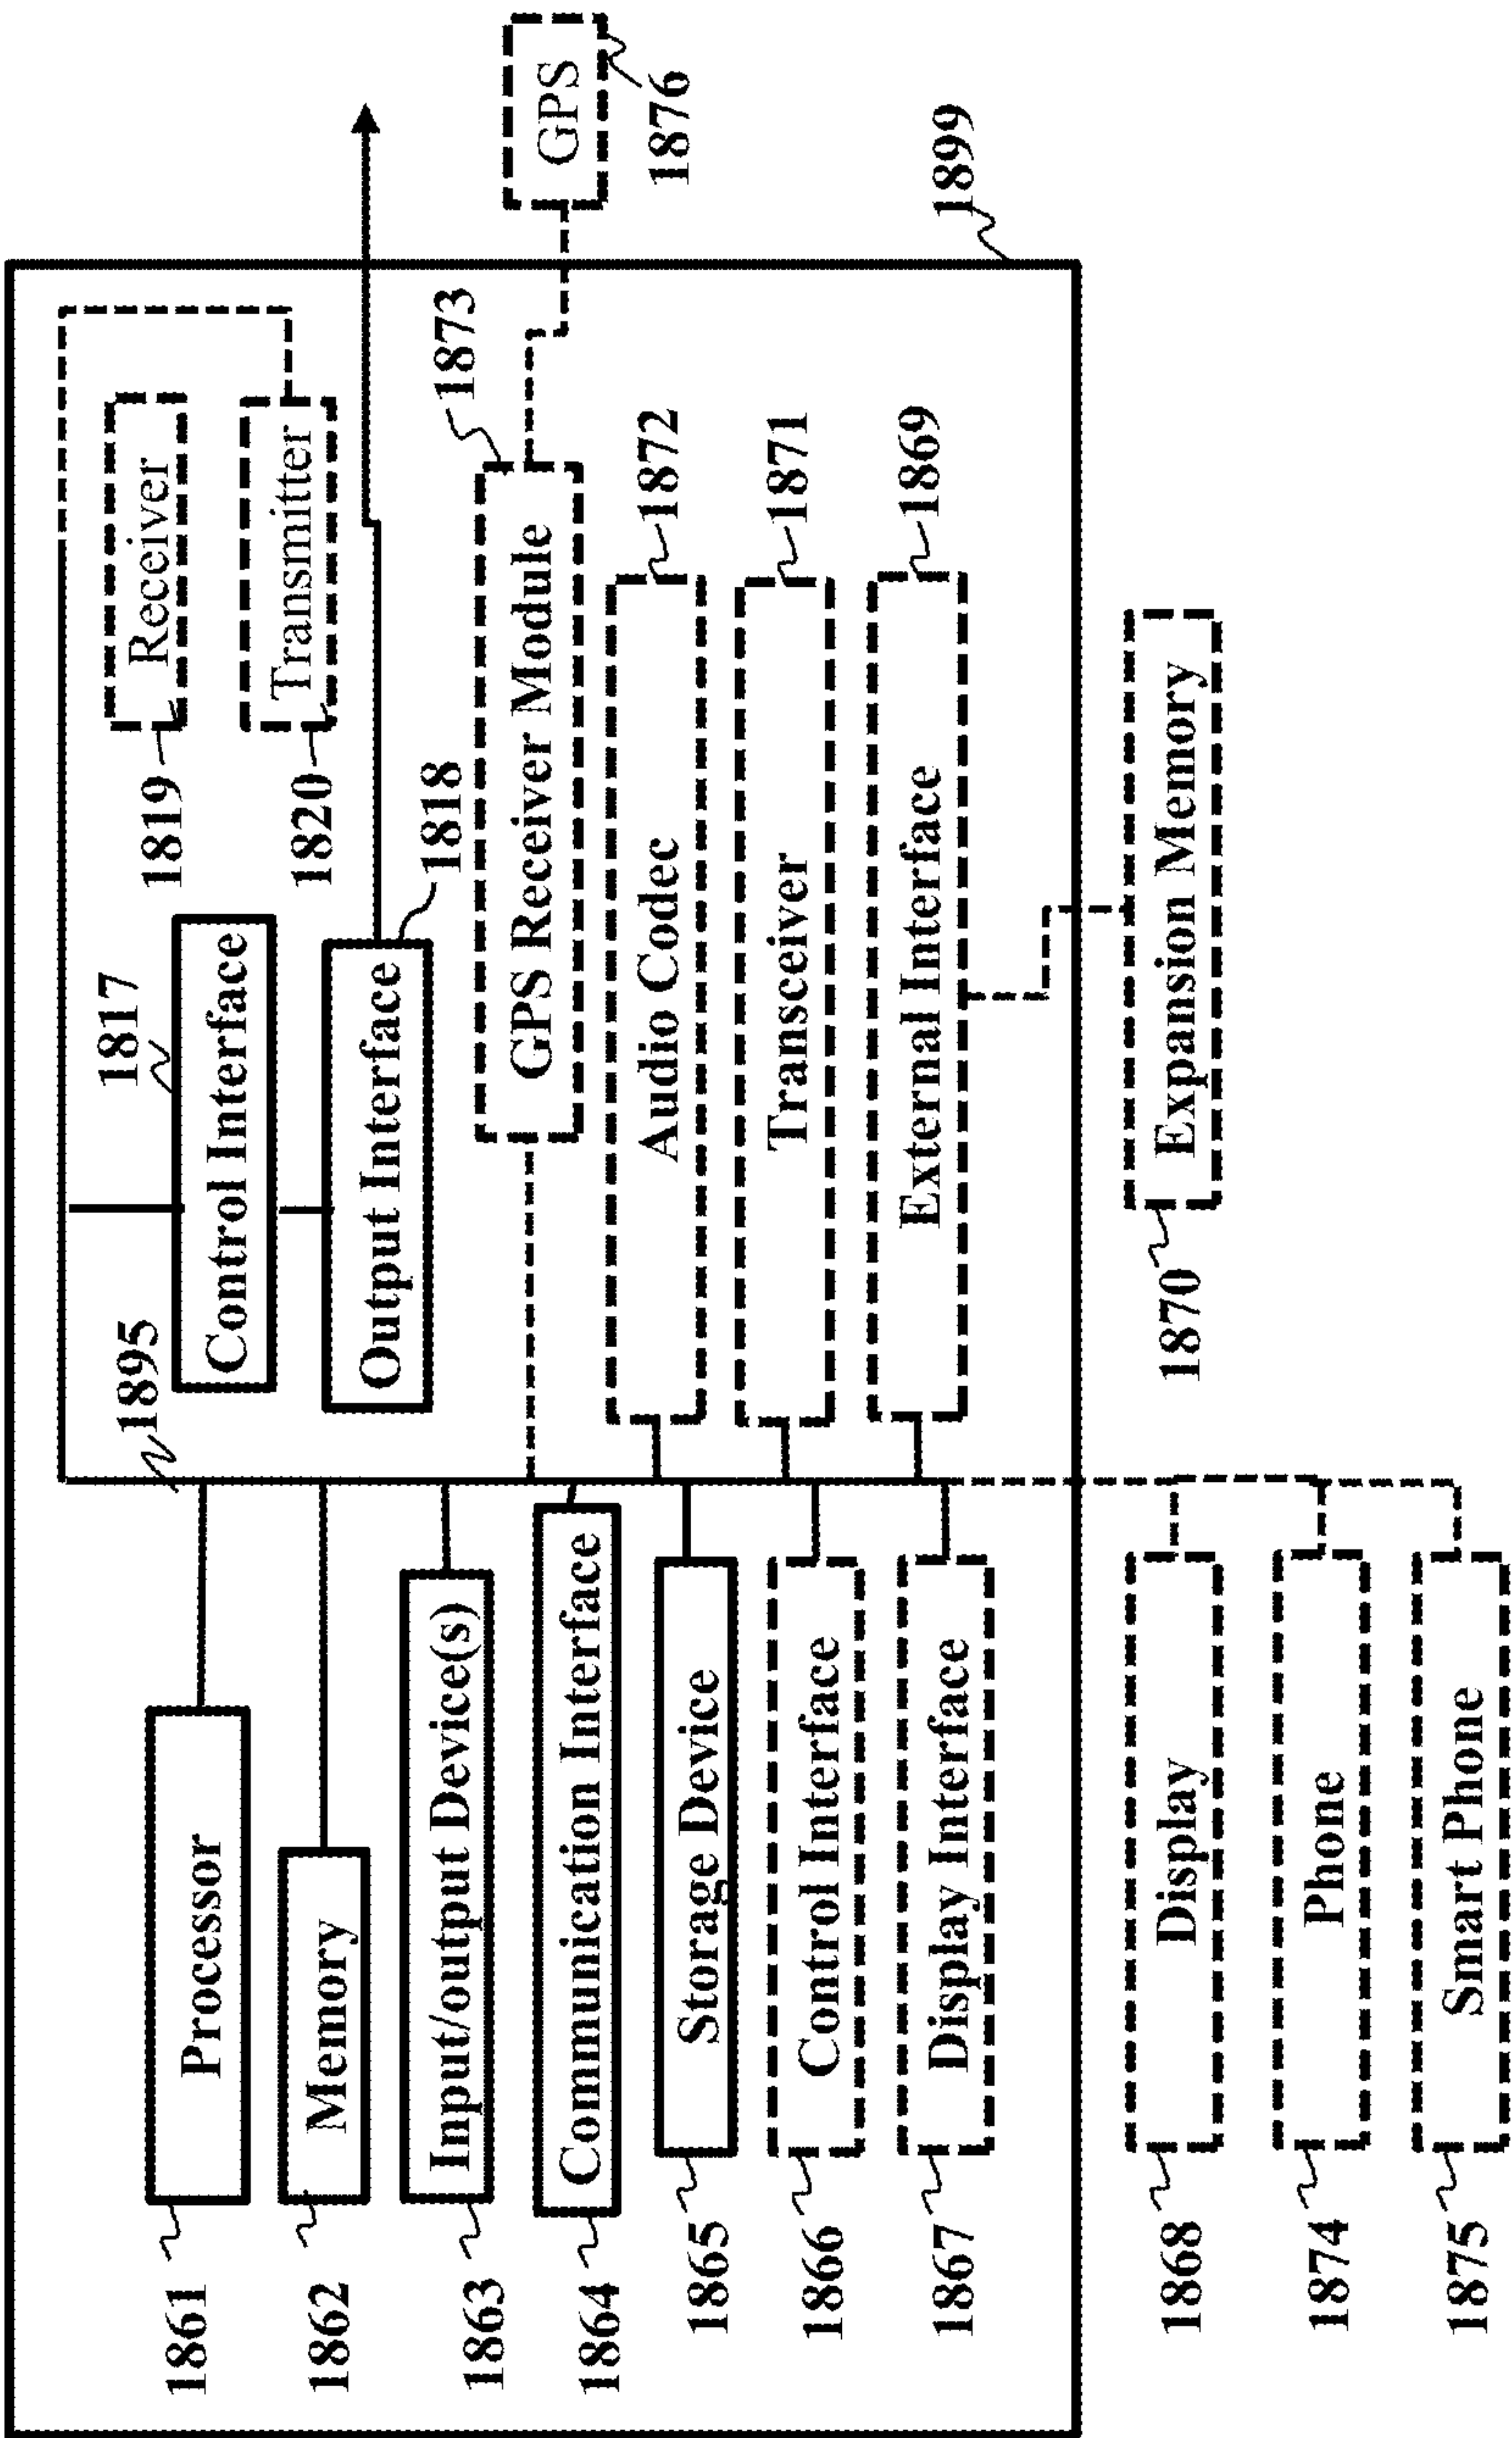 1861
Processor
1862
Memory
1863
Input/output Device(s)
1864
Communication Interface
1865
Storage Device
1866
Control Interface
1867
Display Interface
1868
Display
1874
Phone
1875
Smart Phone
1895
1817
Control Interface
Output Interface
1818
1819
Receiver
1820
Transmitter
GPS Receiver Module
1873
GPS
1876
Audio Codec
1872
Transceiver
1871
External Interface
1869
1899
1870
Expansion Memory